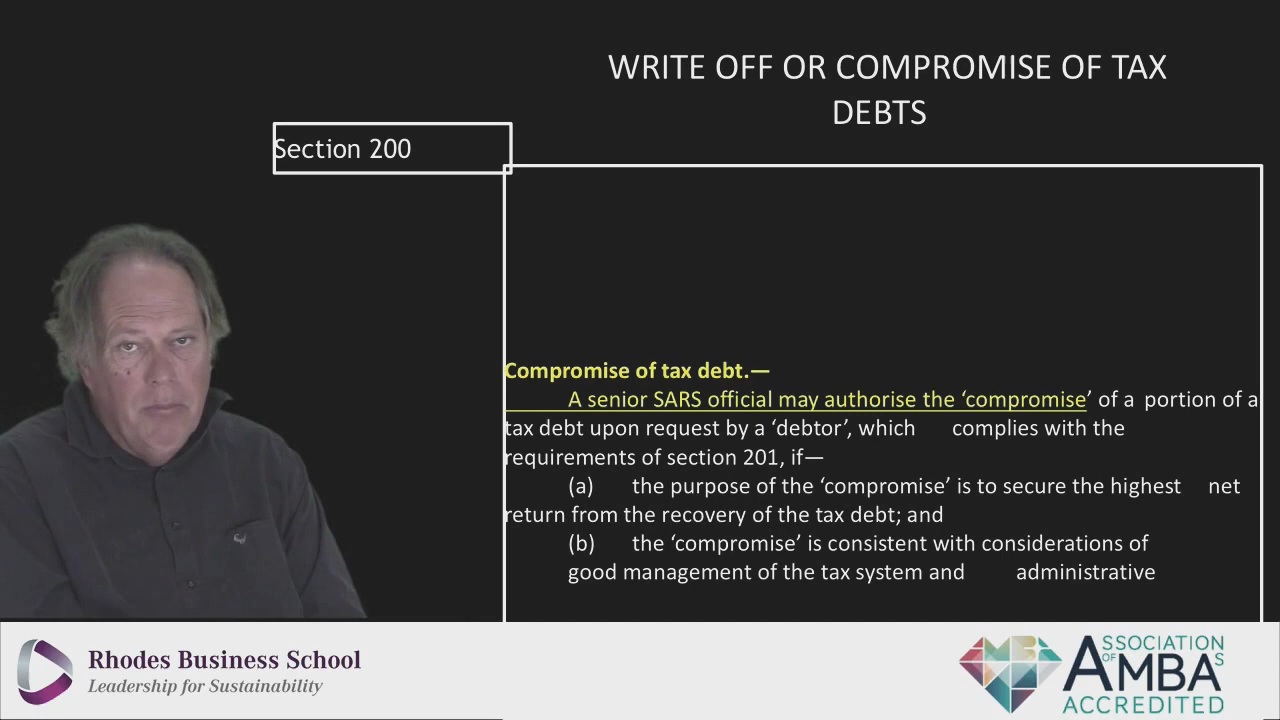 WRITE OFF OR COMPROMISE OF TAX
DEBTS
Section 200
Compromise of tax debt.—
A senior SARS official may authorise the ‘compromise’ of a portion of a
tax debt upon request by a ‘debtor’, which complies with the
requirements of section 201, if—
(a) the purpose of the ‘compromise’ is to secure the highest net
return from the recovery of the tax debt; and
(b) the ‘compromise’ is consistent with considerations of
good management of the tax system and administrative
Rhodes Business School
Leadership for Sustainability
ASSOCIATION
OF MBAS
ACCREDITED